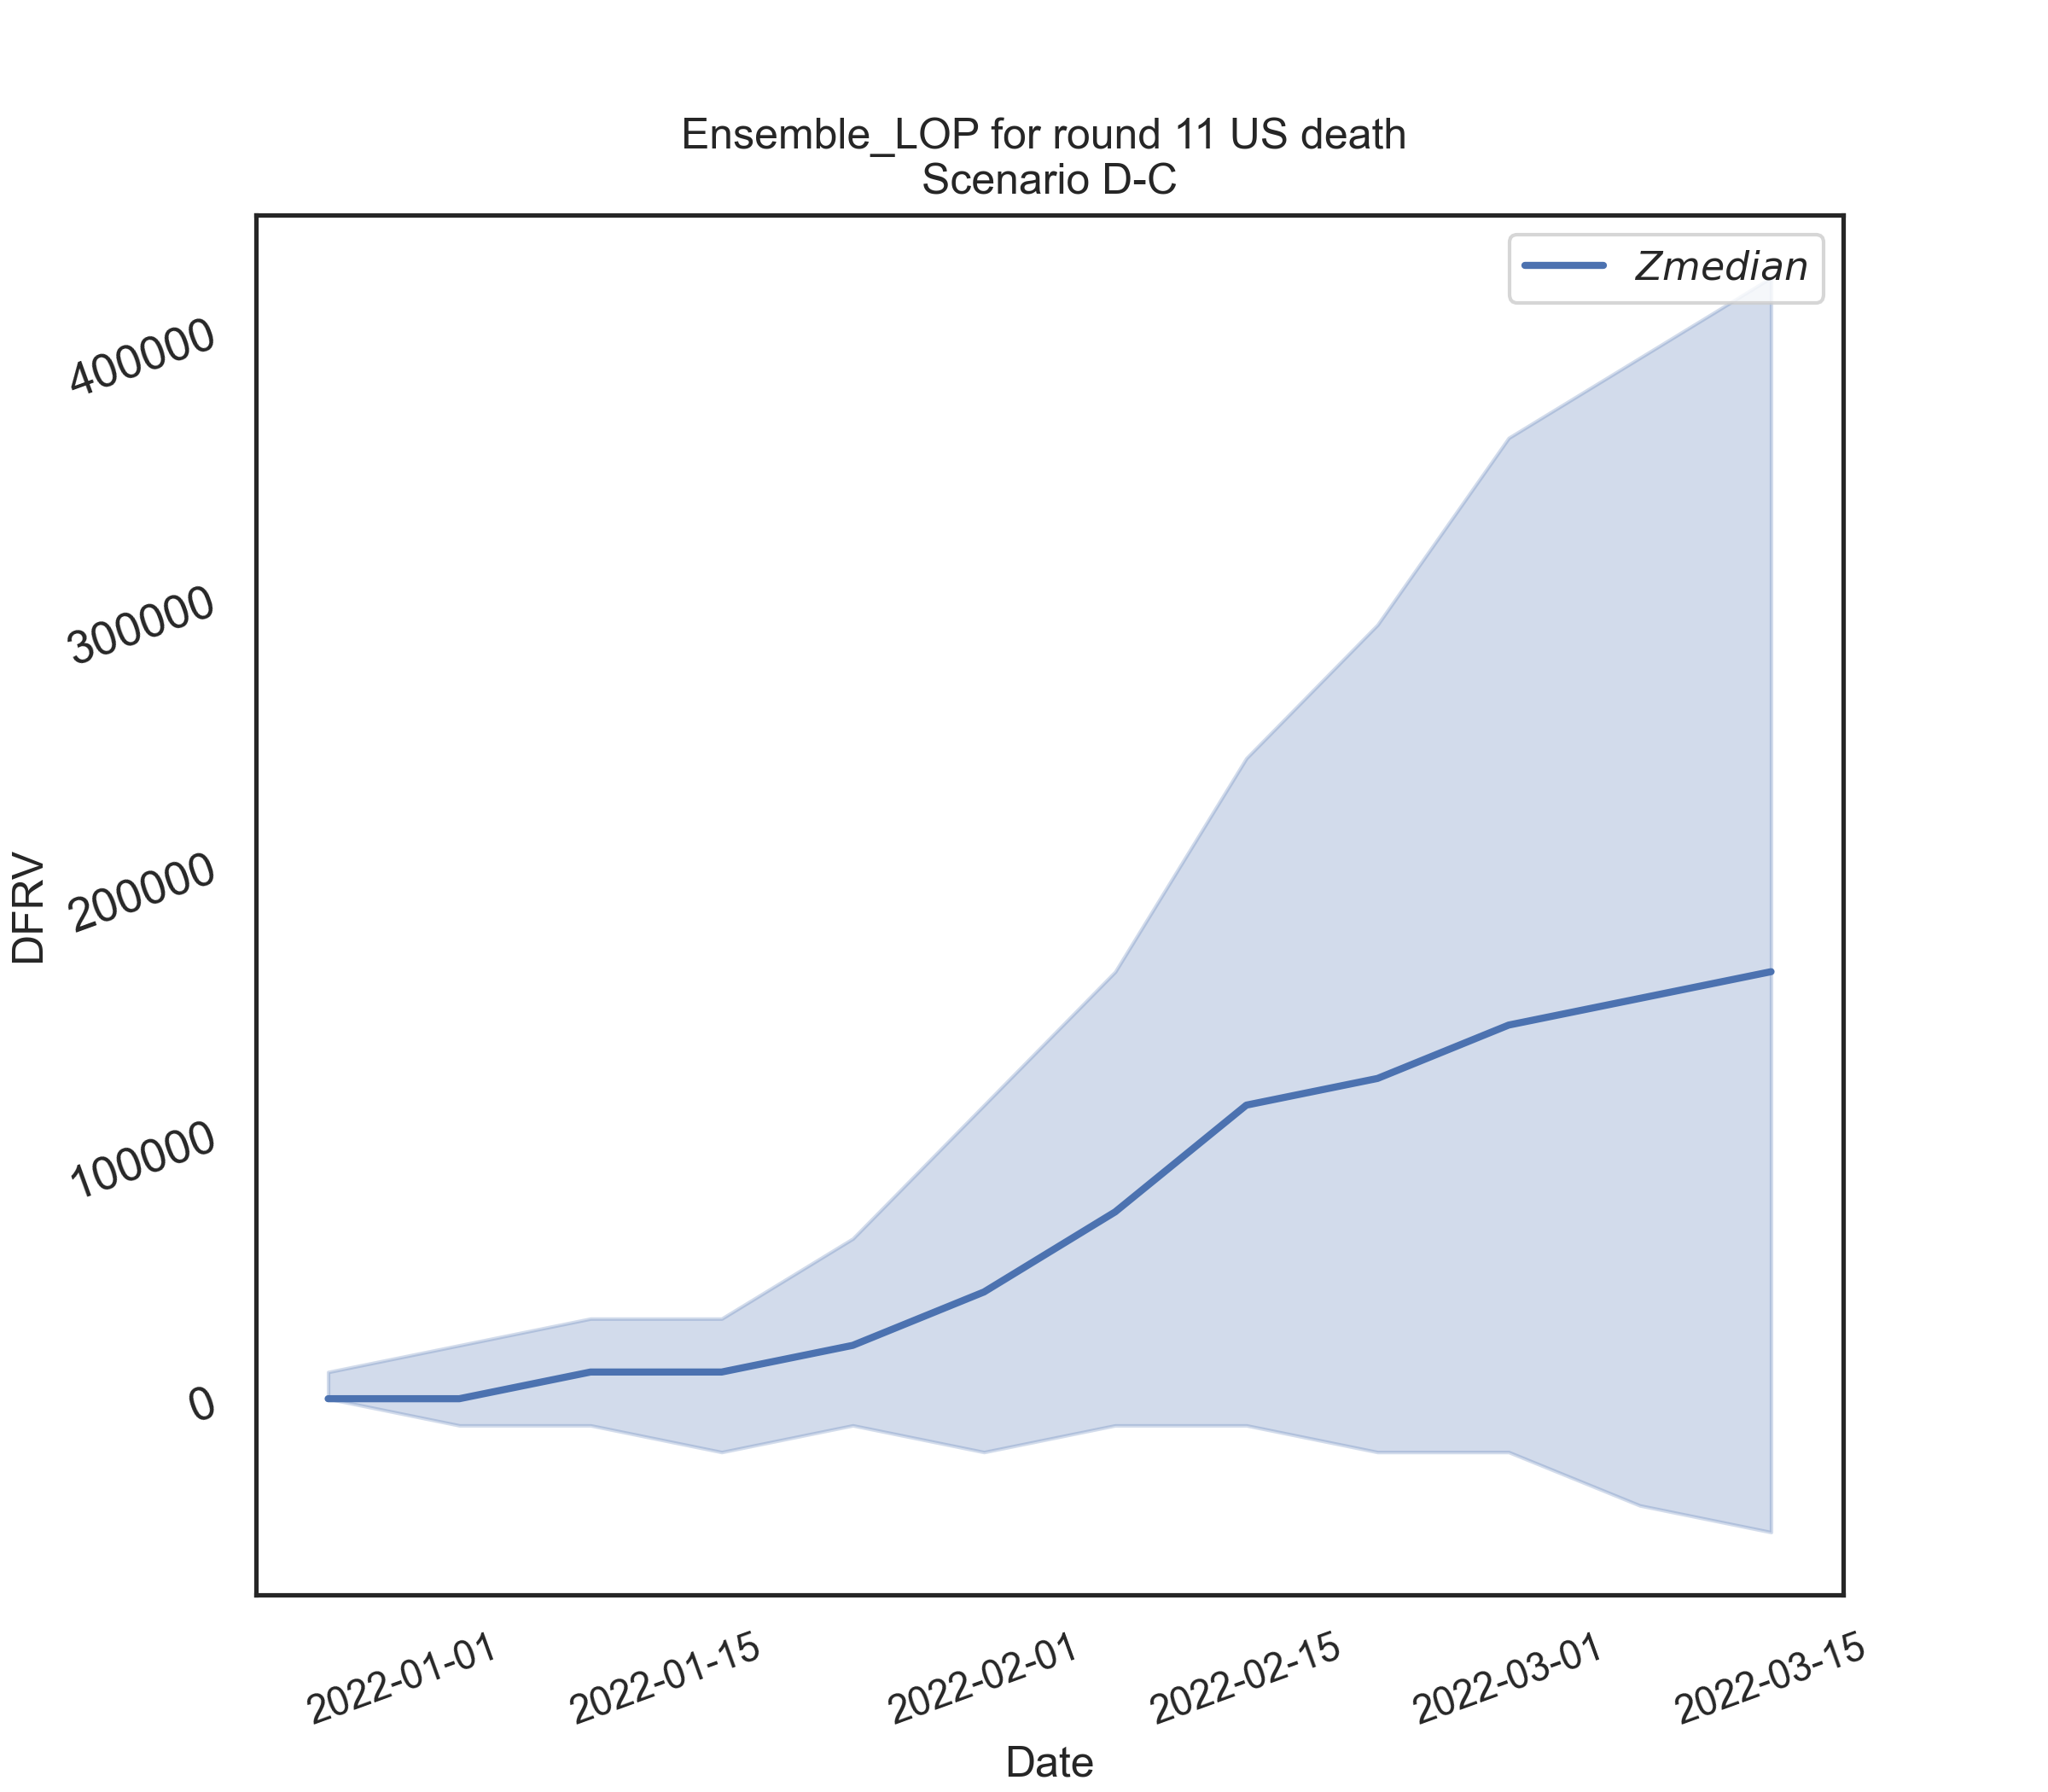 Ensemble_LOP for round 11 US death
Scenario D-C
Zmedian
400000
300000
200000
100000
0
DFRV
2022-01-01
2022-01-15
2022-02-01
2022-02-15
2022-03-01
2022-03-15
Date